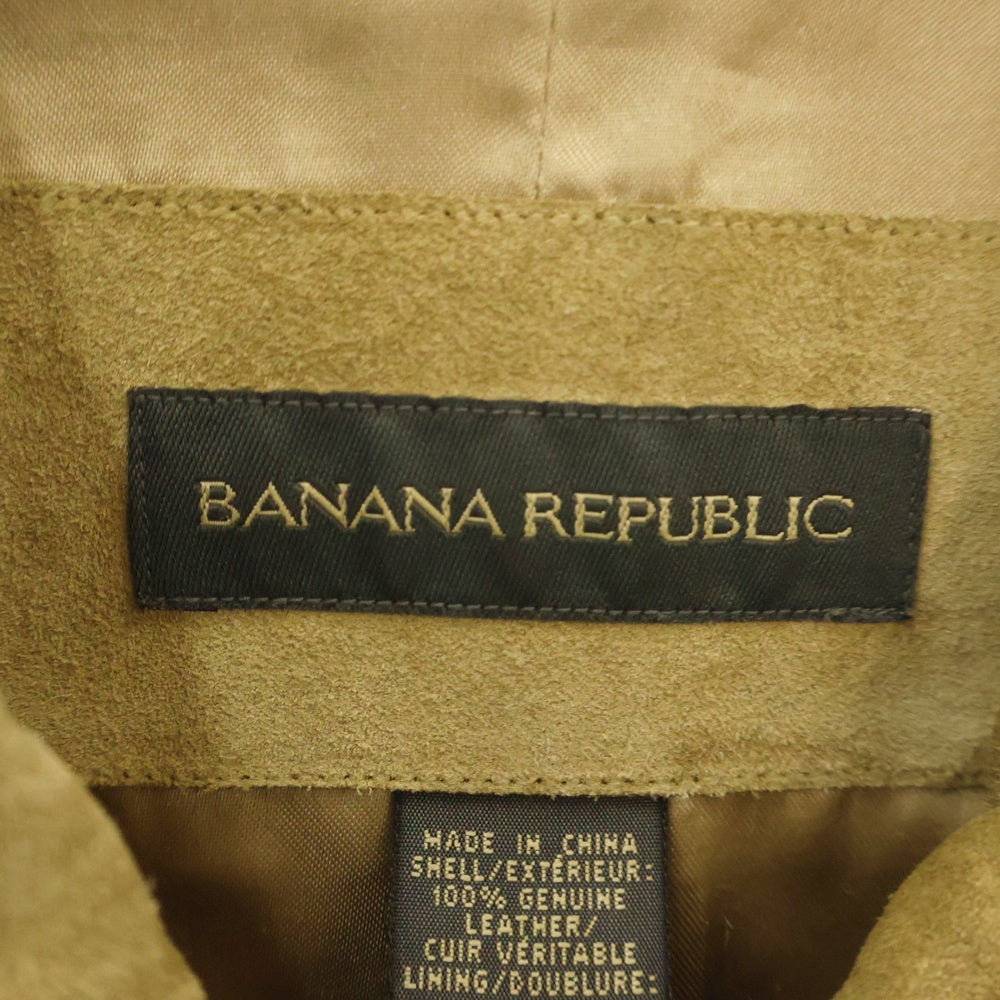 BANANA REPUBLIC
MADE IN CHINA
SHELL/EXTÉRIEUR:
100% GENUINE
LEATHER/
CUIR VÉRITABLE
LINING/DOUBLURE: